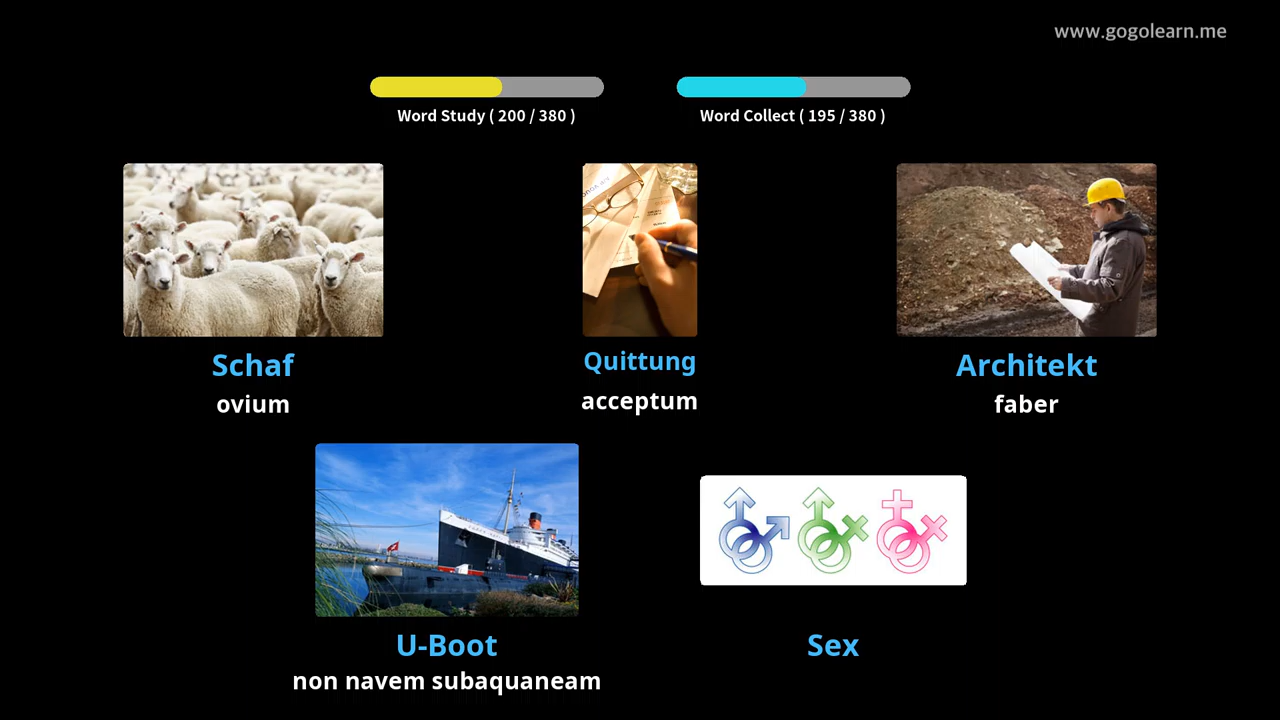 www.gogolearn.me
Word Study ( 200 / 380 )
Word Collect ( 195 / 380 )
Schaf
ovium
Quittung
acceptum
Architekt
faber
U-Boot
non navem subaquaneam
Sex